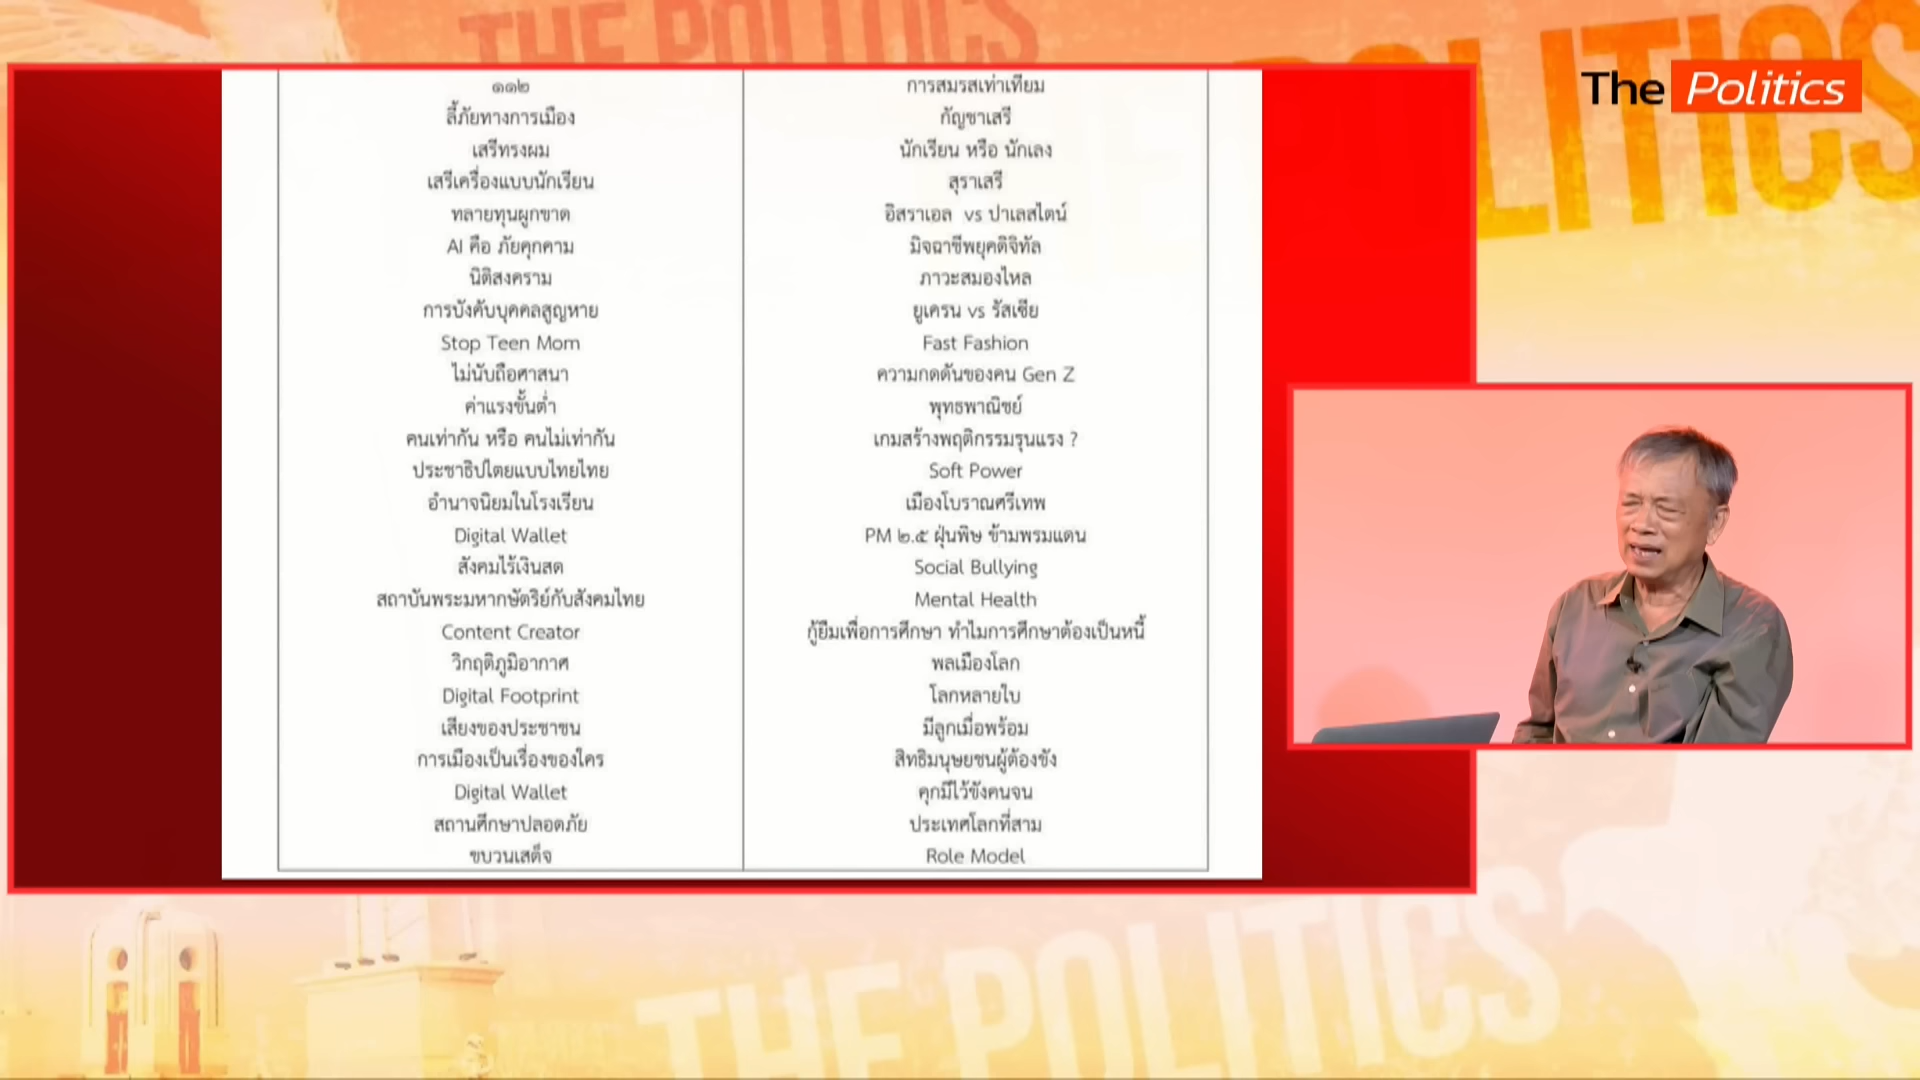 THE POLITICS
POLITICS
The Politics
๑๑๒
การสมรสเท่าเทียม
ลี้ภัยทางการเมือง
กัญชาเสรี
เสรีทรงผม
นักเรียน หรือ นักเลง
เสรีเครื่องแบบนักเรียน
สุราเสรี
ทลายทุนผูกขาด
อิสราเอล vs ปาเลสไตน์
AI คือ ภัยคุกคาม
มิจฉาชีพยุคดิจิทัล
นิติสงคราม
ภาวะสมองไหล
การบังคับบุคคลสูญหาย
ยูเครน vs รัสเซีย
Stop Teen Mom
Fast Fashion
ไม่นับถือศาสนา
ความกดดันของคน Gen Z
ค่าแรงขั้นต่ำ
พุทธพาณิชย์
คนเท่ากัน หรือ คนไม่เท่ากัน
เกมสร้างพฤติกรรมรุนแรง ?
ประชาธิปไตยแบบไทยไทย
Soft Power
อำนาจนิยมในโรงเรียน
เมืองโบราณศรีเทพ
Digital Wallet
PM ๒.๕ ฝุ่นพิษ ข้ามพรมแดน
สังคมไร้เงินสด
Social Bullying
สถาบันพระมหากษัตริย์กับสังคมไทย
Mental Health
Content Creator
กู้ยืมเพื่อการศึกษา ทำไมการศึกษาต้องเป็นหนี้
วิกฤติภูมิอากาศ
พลเมืองโลก
Digital Footprint
โลกหลายใบ
เสียงของประชาชน
มีลูกเมื่อพร้อม
การเมืองเป็นเรื่องของใคร
สิทธิมนุษยชนผู้ต้องขัง
Digital Wallet
คุกมีไว้ขังคนจน
สถานศึกษาปลอดภัย
ประเทศโลกที่สาม
ขบวนเสด็จ
Role Model
THE POLITICS